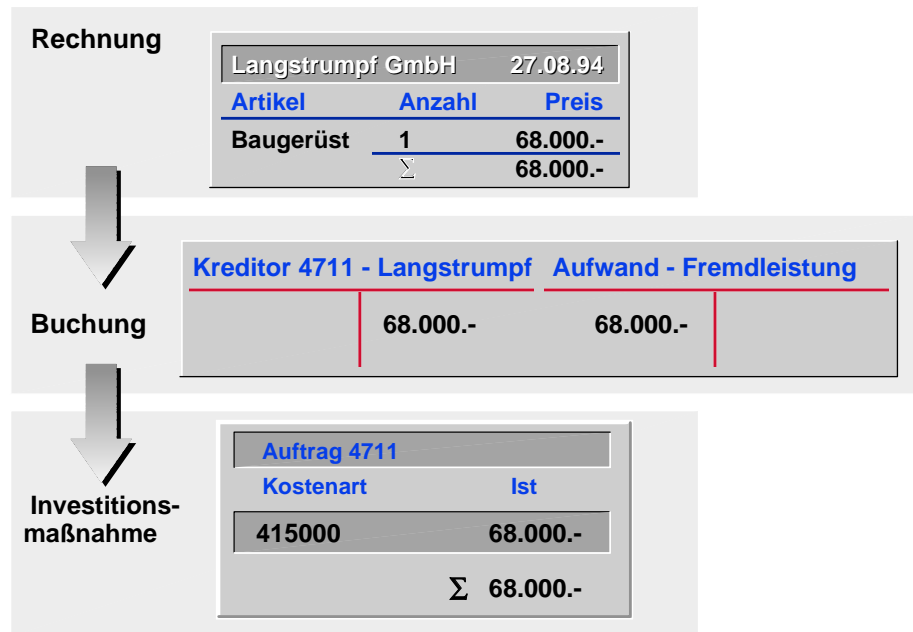 Rechnung
Langstrumpf GmbH 27.08.94
Artikel Anzahl Preis
Baugerüst 1 68.000.-
Σ 68.000.-
Kreditor 4711 - Langstrumpf Aufwand - Fremdleistung
Buchung
68.000.- 68.000.-
Investitions-
maßnahme
Auftrag 4711
Kostenart Ist
415000 68.000.-
Σ 68.000.-